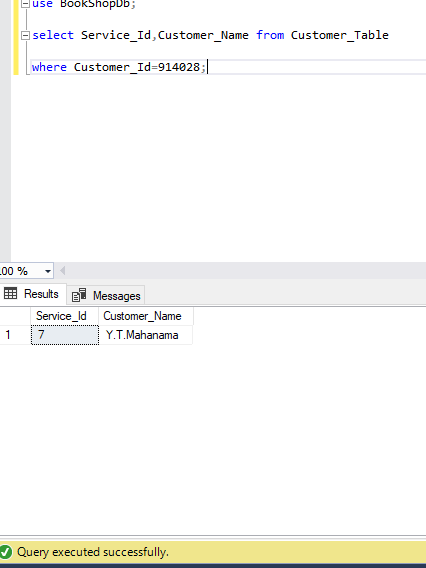 use BookShopDb;
select Service_Id,Customer_Name from Customer_Table
where Customer_Id=914028;
.00 %
Results Messages
Service_Id Customer_Name
1 7 Y.T.Mahanama
Query executed successfully.